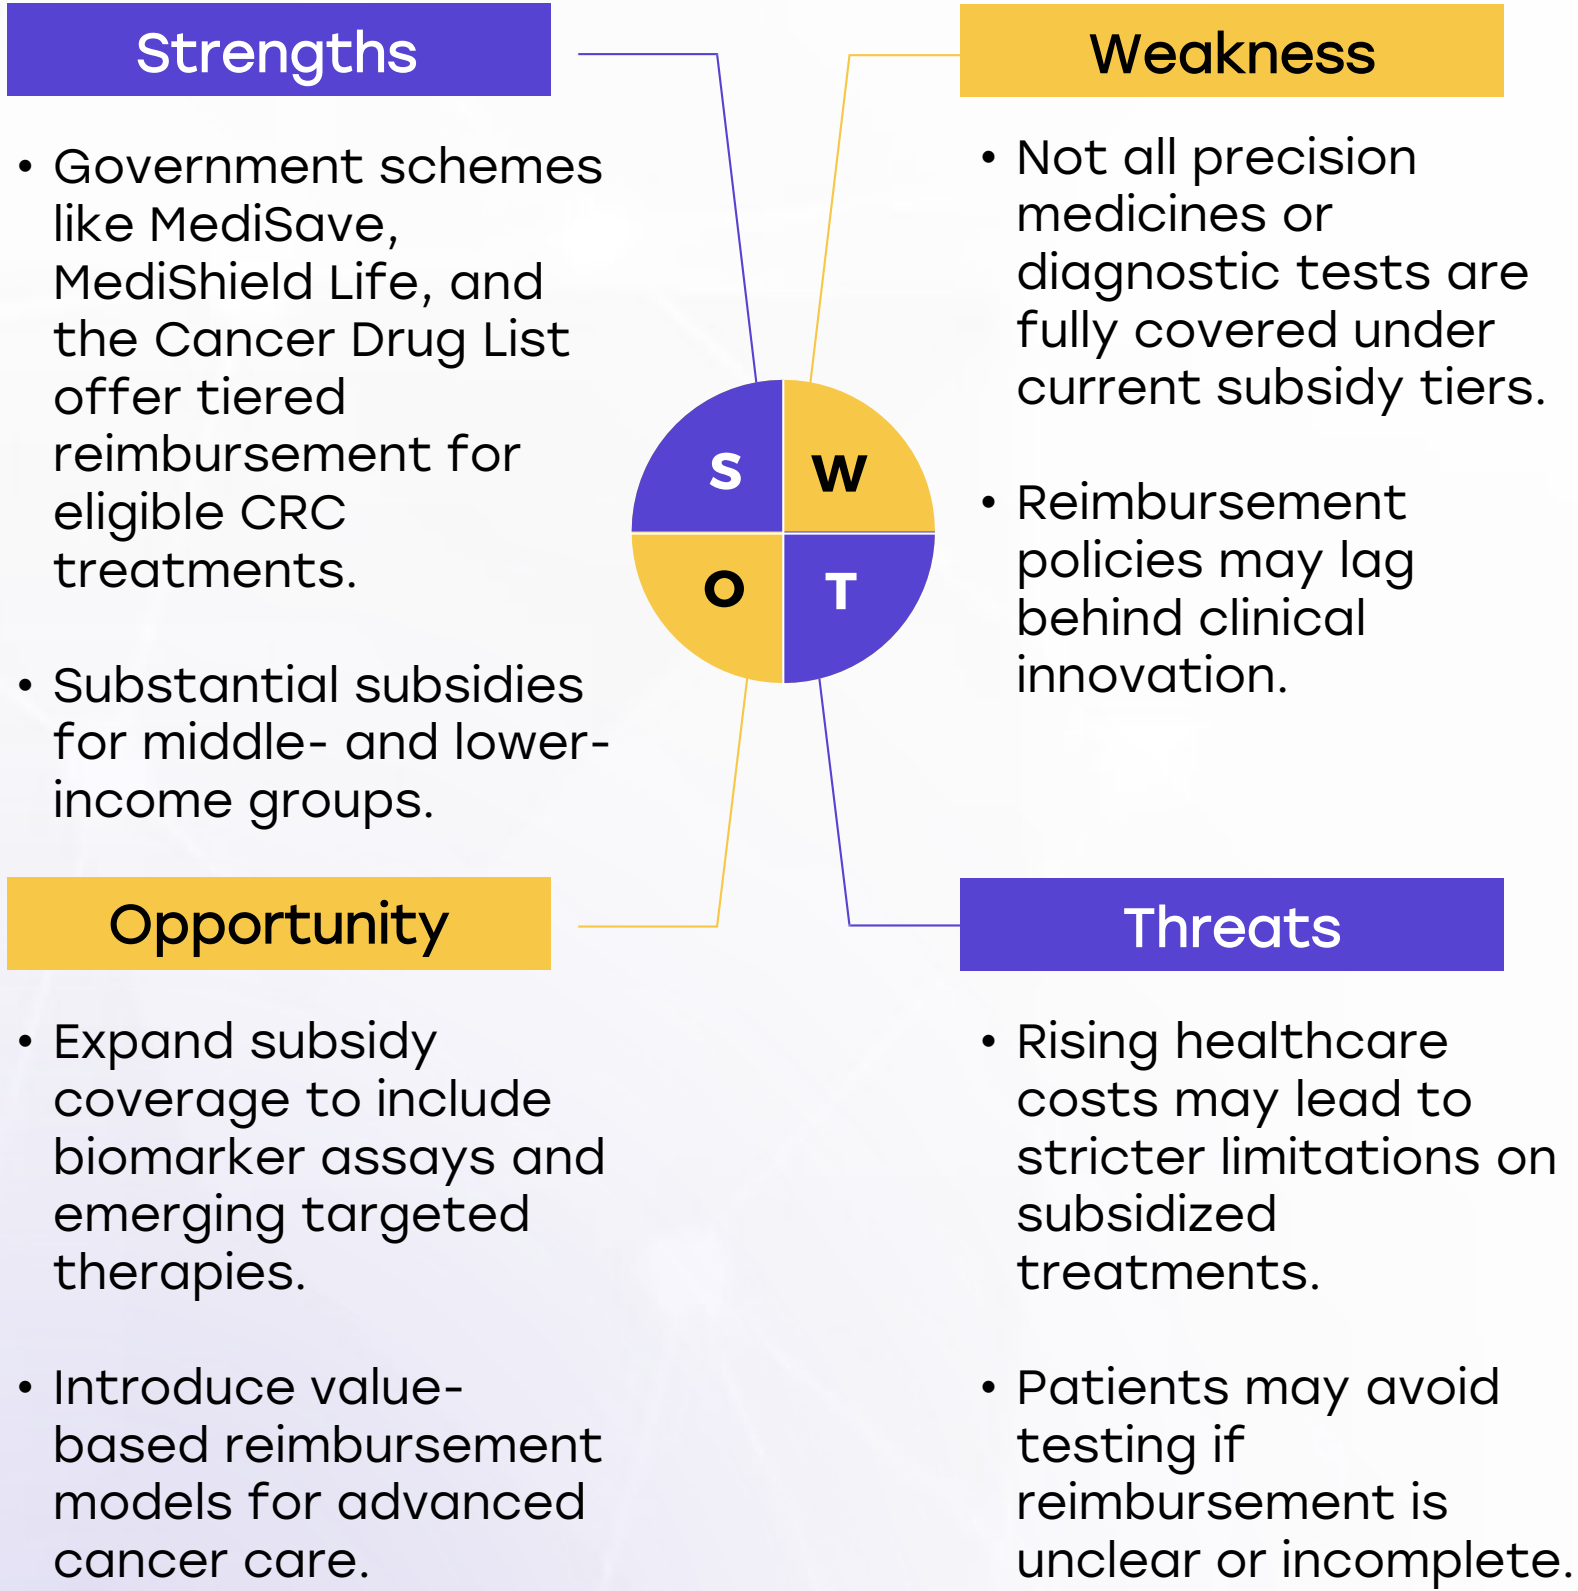 Strengths
• Government schemes
like MediSave,
MediShield Life, and
the Cancer Drug List
offer tiered
reimbursement for
eligible CRC
treatments.
• Substantial subsidies
for middle- and lower-
income groups.
Weakness
• Not all precision
medicines or
diagnostic tests are
fully covered under
current subsidy tiers.
• Reimbursement
policies may lag
behind clinical
innovation.
S
W
O
T
Opportunity
• Expand subsidy
coverage to include
biomarker assays and
emerging targeted
therapies.
• Introduce value-
based reimbursement
models for advanced
cancer care.
Threats
• Rising healthcare
costs may lead to
stricter limitations on
subsidized
treatments.
• Patients may avoid
testing if
reimbursement is
unclear or incomplete.